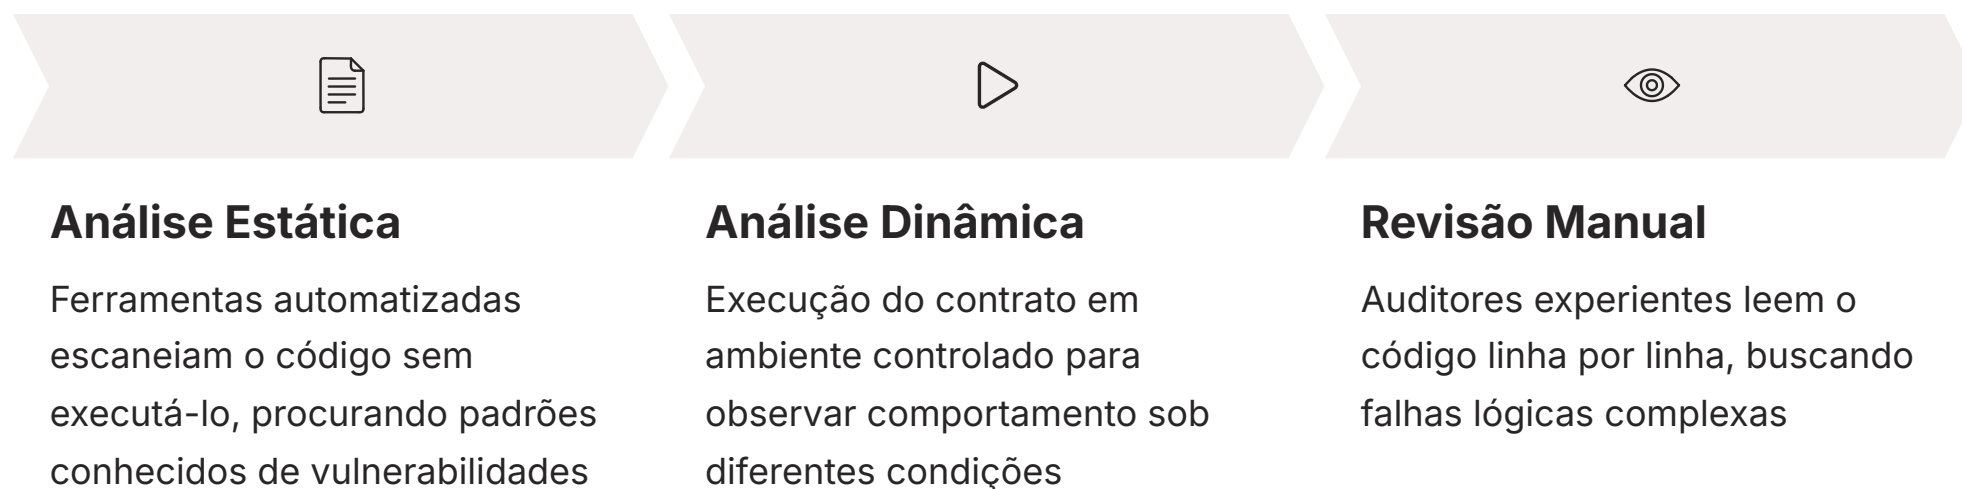 Análise Estática
Ferramentas automatizadas
escaneiam o código sem
executá-lo, procurando padrões
conhecidos de vulnerabilidades
Análise Dinâmica
Execução do contrato em
ambiente controlado para
observar comportamento sob
diferentes condições
Revisão Manual
Auditores experientes leem o
código linha por linha, buscando
falhas lógicas complexas